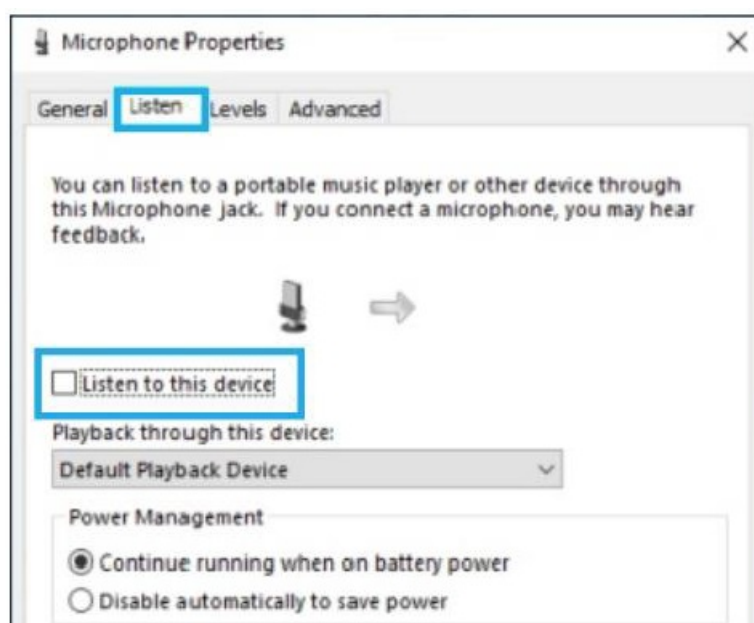 Microphone Properties
General Listen Levels Advanced
You can listen to a portable music player or other device through
this Microphone jack. If you connect a microphone, you may hear
feedback.
Listen to this device
Playback through this device:
Default Playback Device
Power Management
Continue running when on battery power
Disable automatically to save power